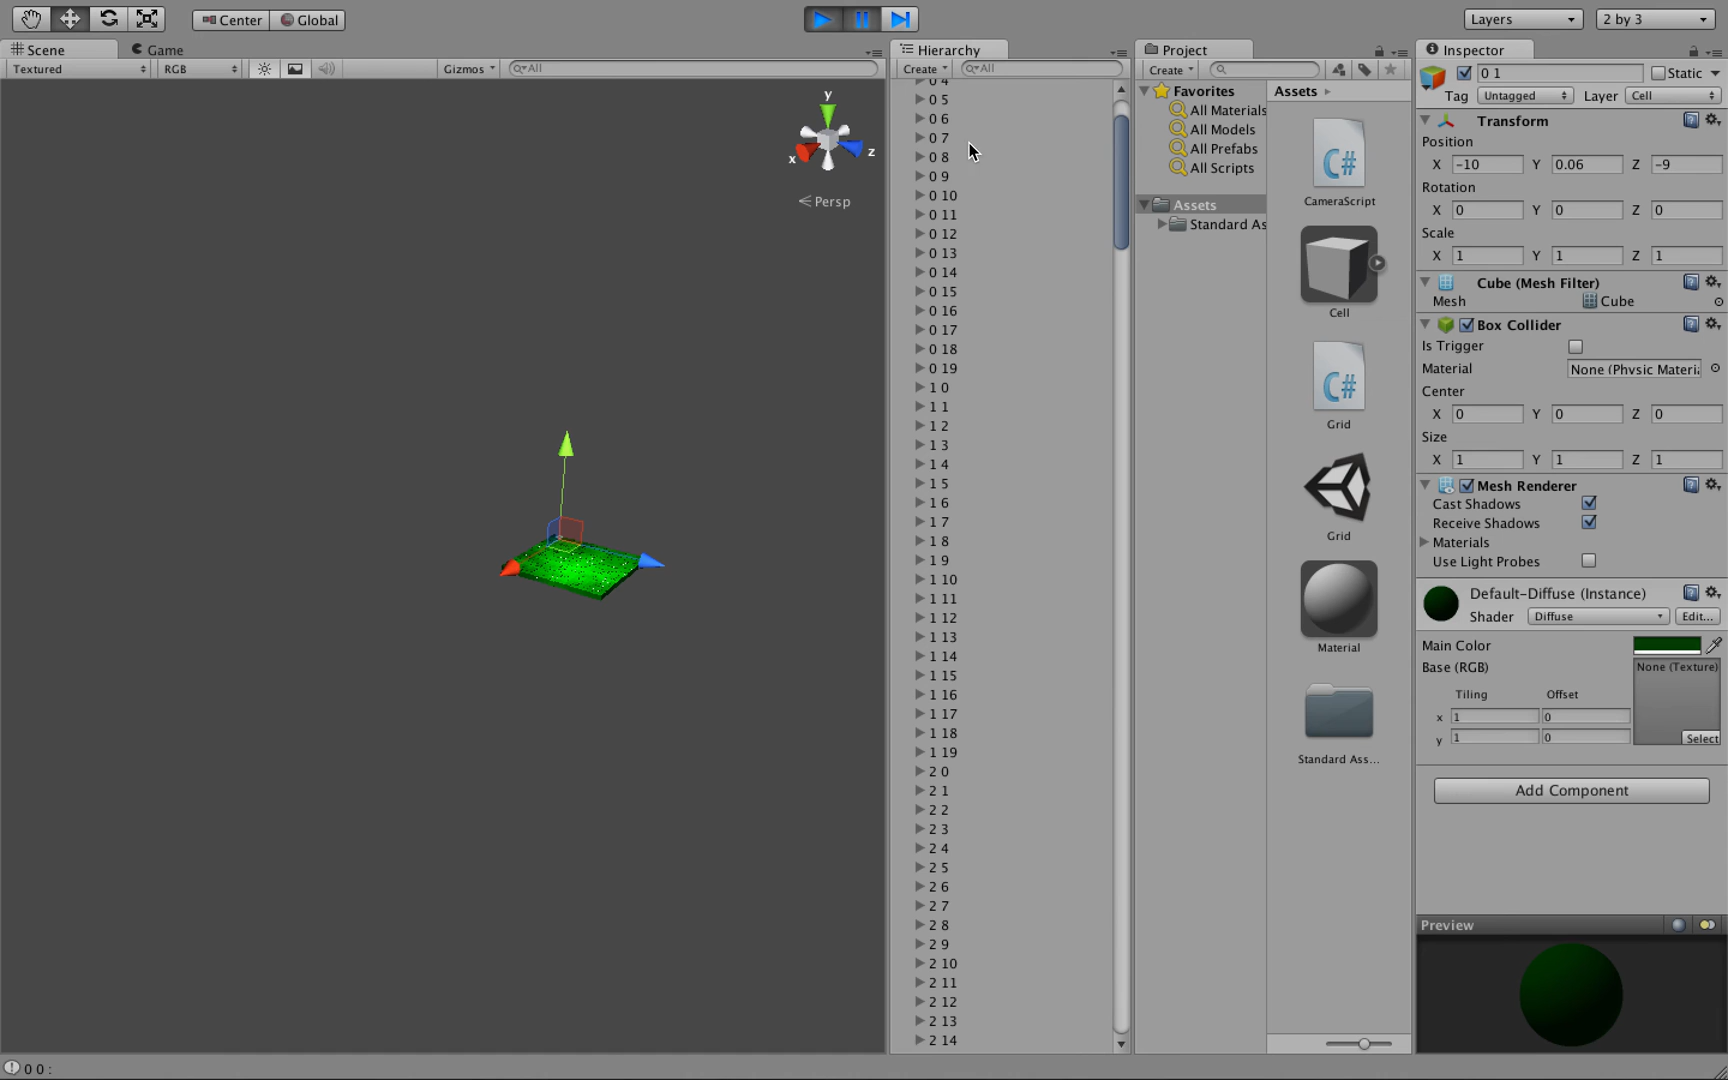 Center Global
Layers
2 by 3
Scene
Game
Hierarchy
Project
Inspector
Textured
RGB
Gizmos
All
Create
All
Create
y
x
z
Persp
0 4
0 5
0 6
0 7
0 8
0 9
0 10
0 11
0 12
0 13
0 14
0 15
0 16
0 17
0 18
0 19
1 0
1 1
1 2
1 3
1 4
1 5
1 6
1 7
1 8
1 9
1 10
1 11
1 12
1 13
1 14
1 15
1 16
1 17
1 18
1 19
2 0
2 1
2 2
2 3
2 4
2 5
2 6
2 7
2 8
2 9
2 10
2 11
2 12
2 13
2 14
Favorites
All Materials
All Models
All Prefabs
All Scripts
Assets
Standard As
Assets
C#
CameraScript
Cell
C#
Grid
Grid
Material
Standard Ass...
0 1
Static
Tag Untagged Layer Cell
Transform
Position
X -10 Y 0.06 Z -9
Rotation
X 0 Y 0 Z 0
Scale
X 1 Y 1 Z 1
Cube (Mesh Filter)
Mesh Cube
Box Collider
Is Trigger
Material None (Physic Materi
Center
X 0 Y 0 Z 0
Size
X 1 Y 1 Z 1
Mesh Renderer
Cast Shadows
Receive Shadows
Materials
Use Light Probes
Default-Diffuse (Instance)
Shader Diffuse Edit...
Main Color
Base (RGB) None (Texture)
Tiling Offset
x 1 0
y 1 0
Select
Add Component
Preview
0 0 :